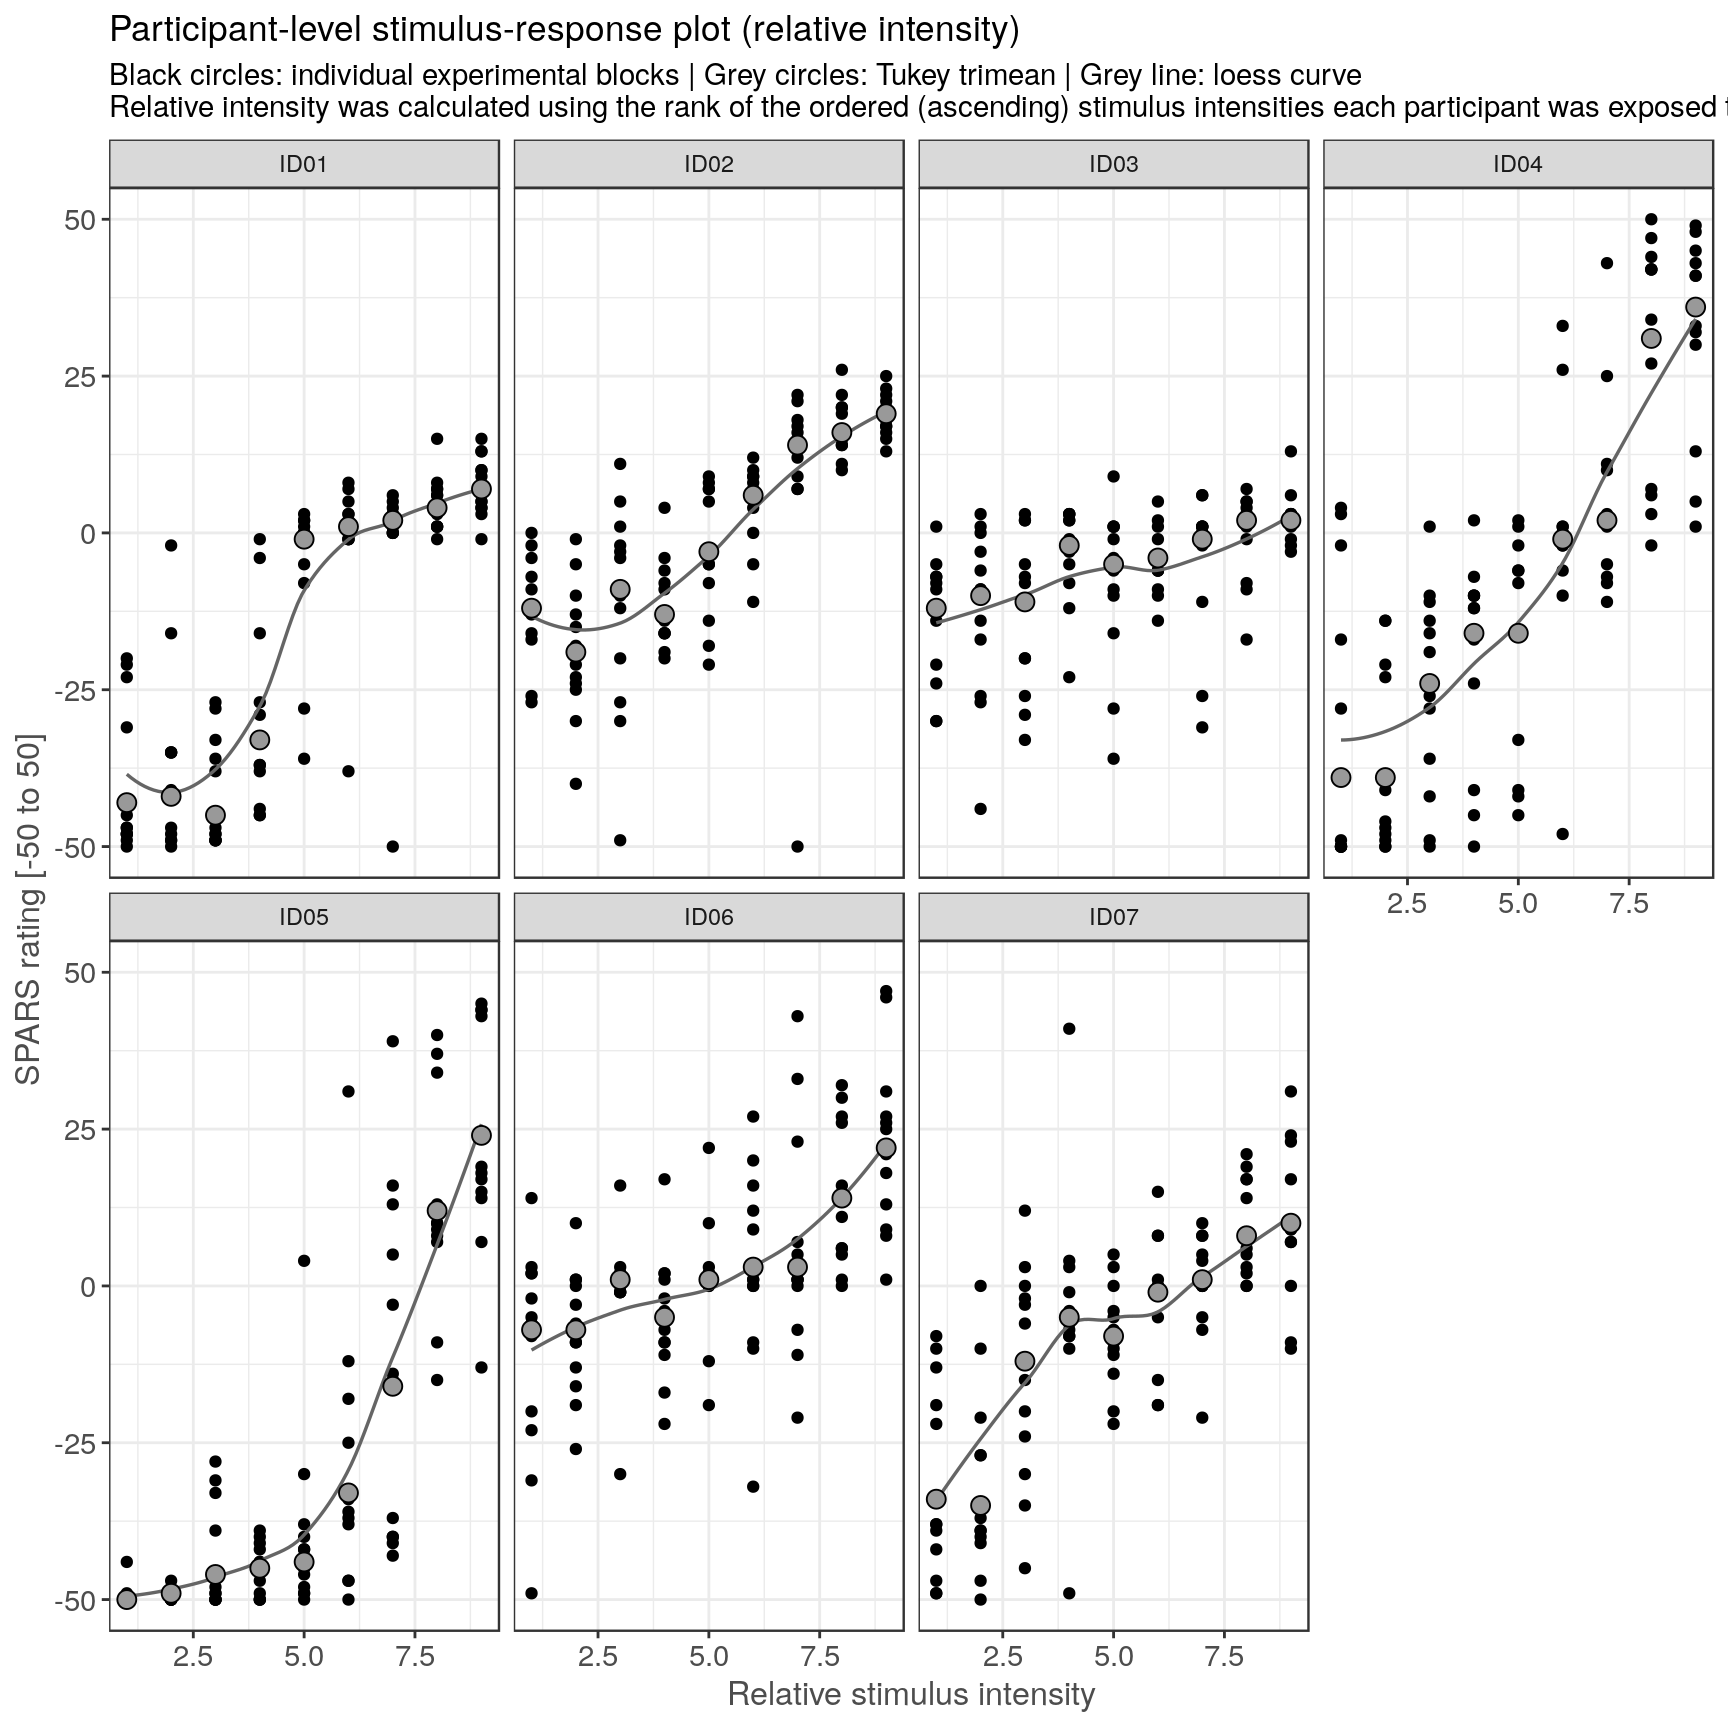 Participant-level stimulus-response plot (relative intensity)
Black circles: individual experimental blocks | Grey circles: Tukey trimean | Grey line: loess curve
Relative intensity was calculated using the rank of the ordered (ascending) stimulus intensities each participant was exposed
ID01
ID02
ID03
ID04
50
25
0
-25
-50
2.5
5.0
7.5
SPARS rating [-50 to 50]
ID05
ID06
ID07
50
25
0
-25
-50
2.5
5.0
7.5
2.5
5.0
7.5
2.5
5.0
7.5
Relative stimulus intensity